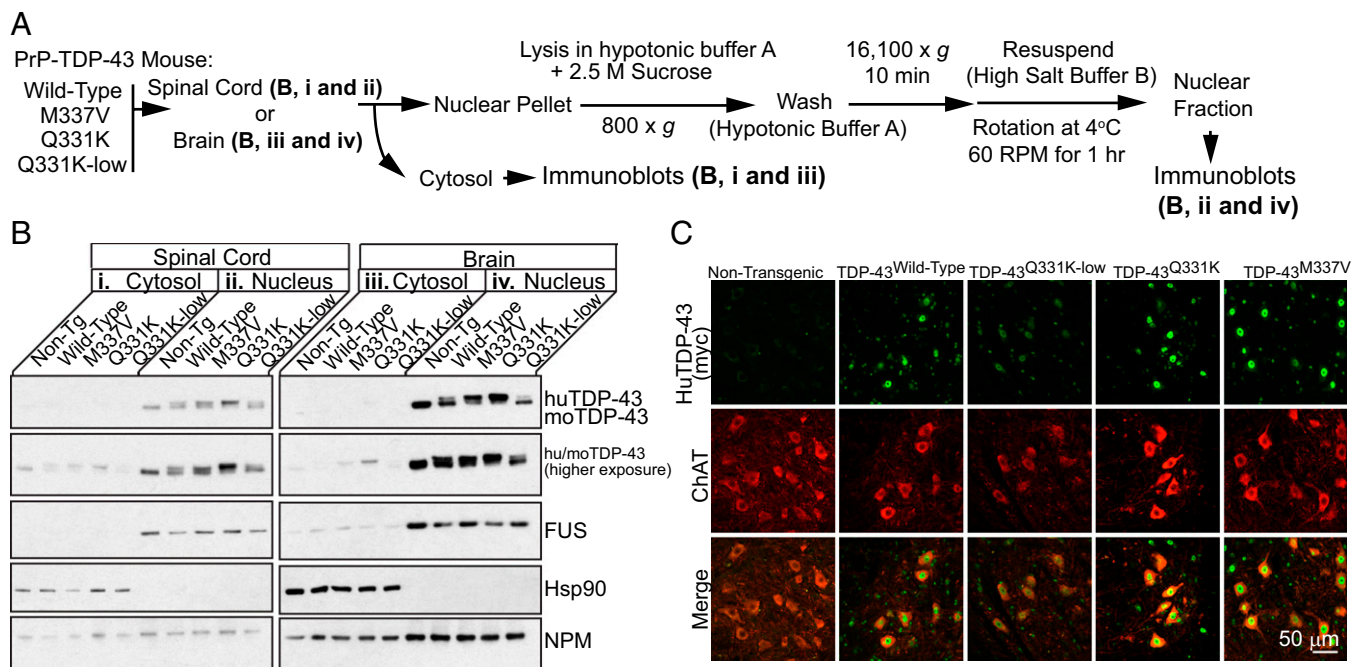 A
PrP-TDP-43 Mouse:
Wild-Type
M337V
Q331K
Q331K-low
Spinal Cord (B, i and ii)
or
Brain (B, iii and iv)
Nuclear Pellet
Lysis in hypotonic buffer A
+ 2.5 M Sucrose
800 x g
Wash
(Hypotonic Buffer A)
16,100 x g
10 min
Resuspend
(High Salt Buffer B)
Rotation at 4oC
60 RPM for 1 hr
Nuclear
Fraction
Immunoblots
(B, ii and iv)
Cytosol
Immunoblots (B, i and iii)
B
Spinal Cord
Brain
i. Cytosol
ii. Nucleus
iii. Cytosol
iv. Nucleus
Non-Tg
Wild-Type
M337V
Q331K
Q331K-low
Non-Tg
Wild-Type
M337V
Q331K
Q331K-low
Non-Tg
Wild-Type
M337V
Q331K
Q331K-low
Non-Tg
Wild-Type
M337V
Q331K
Q331K-low
huTDP-43
moTDP-43
hu/moTDP-43
(higher exposure)
FUS
Hsp90
NPM
C
Non-Transgenic
TDP-43Wild-Type
TDP-43Q331K-low
TDP-43Q331K
TDP-43M337V
HuTDP-43
(myc)
ChAT
Merge
50 μm